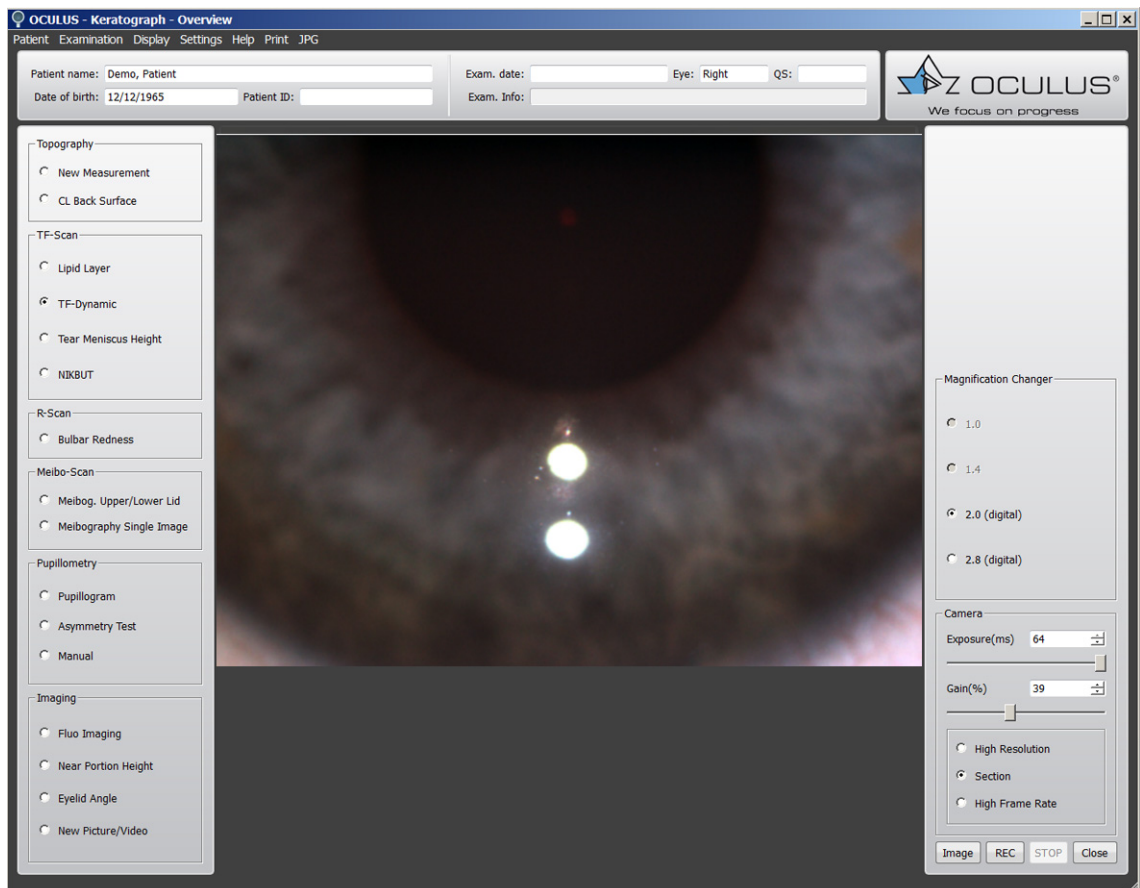 OCULUS - Keratograph - Overview
Patient Examination Display Settings Help Print JPG
Patient name: Demo, Patient
Date of birth: 12/12/1965 Patient ID:
Exam. date: Eye: Right QS:
Exam. Info:
OCULUS®
We focus on progress
Topography
New Measurement
CL Back Surface
TF-Scan
Lipid Layer
TF-Dynamic
Tear Meniscus Height
NIKBUT
R-Scan
Bulbar Redness
Meibo-Scan
Meibog. Upper/Lower Lid
Meibography Single Image
Pupillometry
Pupillogram
Asymmetry Test
Manual
Imaging
Fluo Imaging
Near Portion Height
Eyelid Angle
New Picture/Video
Magnification Changer
1.0
1.4
2.0 (digital)
2.8 (digital)
Camera
Exposure(ms) 64
Gain(%) 39
High Resolution
Section
High Frame Rate
Image REC STOP Close